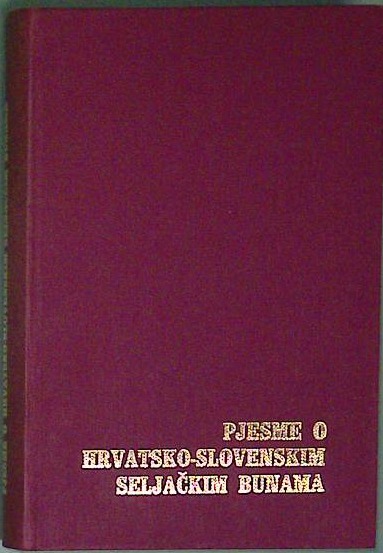 PJESME O
HRVATSKO-SLOVENSKIM
SELJAČKIM BUNAMA